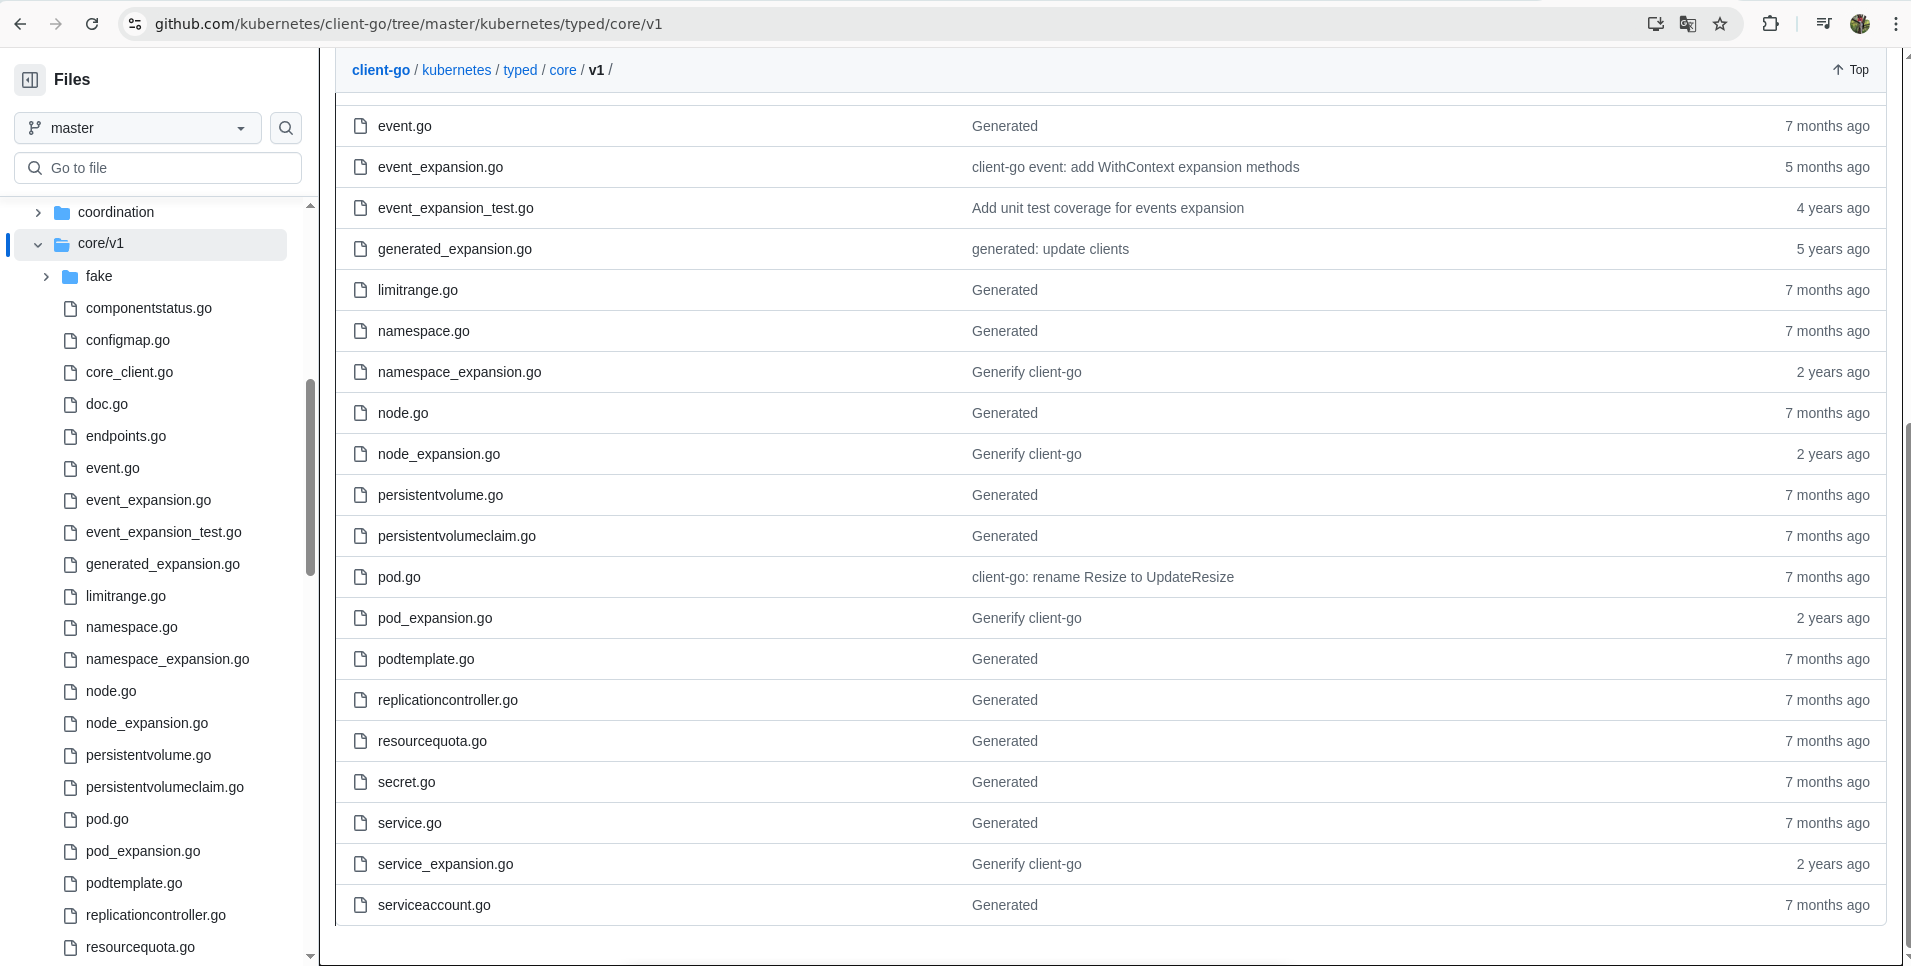 github.com/kubernetes/client-go/tree/master/kubernetes/typed/core/v1
Files
master
Go to file
coordination
core/v1
fake
componentstatus.go
configmap.go
core_client.go
doc.go
endpoints.go
event.go
event_expansion.go
event_expansion_test.go
generated_expansion.go
limitrange.go
namespace.go
namespace_expansion.go
node.go
node_expansion.go
persistentvolume.go
persistentvolumeclaim.go
pod.go
pod_expansion.go
podtemplate.go
replicationcontroller.go
resourcequota.go
client-go / kubernetes / typed / core / v1 / Top
event.go Generated 7 months ago
event_expansion.go client-go event: add WithContext expansion methods 5 months ago
event_expansion_test.go Add unit test coverage for events expansion 4 years ago
generated_expansion.go generated: update clients 5 years ago
limitrange.go Generated 7 months ago
namespace.go Generated 7 months ago
namespace_expansion.go Generify client-go 2 years ago
node.go Generated 7 months ago
node_expansion.go Generify client-go 2 years ago
persistentvolume.go Generated 7 months ago
persistentvolumeclaim.go Generated 7 months ago
pod.go client-go: rename Resize to UpdateResize 7 months ago
pod_expansion.go Generify client-go 2 years ago
podtemplate.go Generated 7 months ago
replicationcontroller.go Generated 7 months ago
resourcequota.go Generated 7 months ago
secret.go Generated 7 months ago
service.go Generated 7 months ago
service_expansion.go Generify client-go 2 years ago
serviceaccount.go Generated 7 months ago